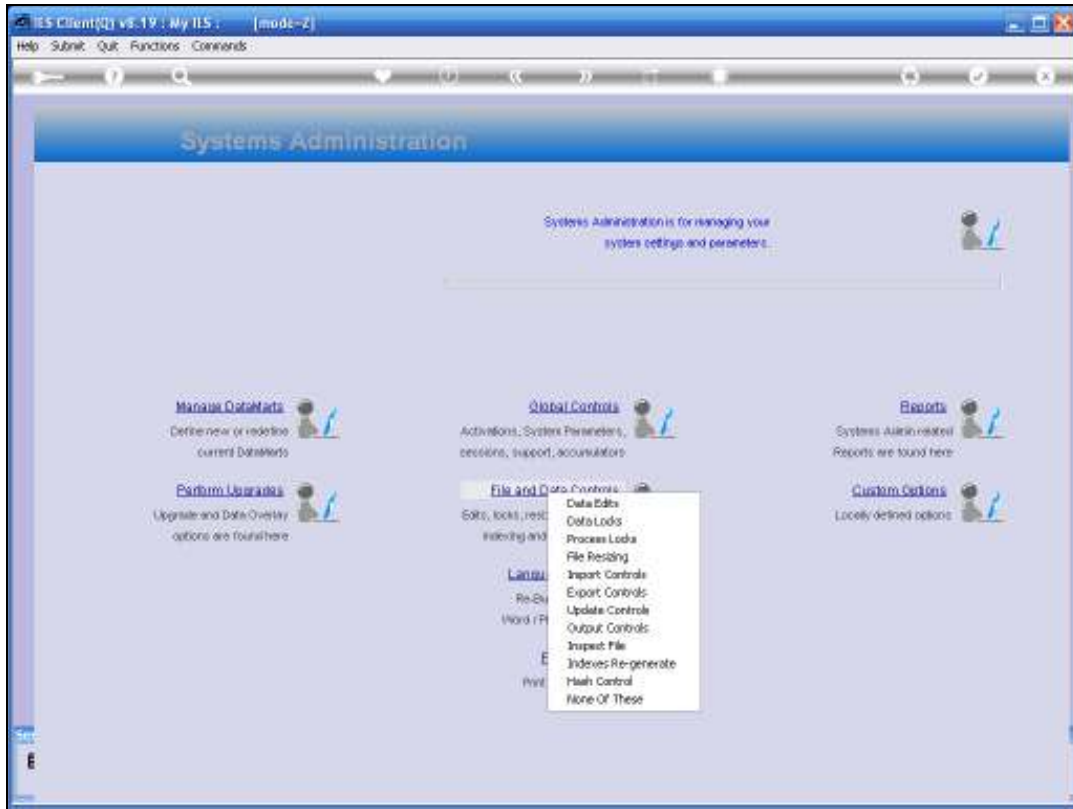 IES Client(Q) v8.19 : My IES : [mode-2]
Help Submit Quit Functions Commands
Systems Administration
Systems Administration is for managing your
system settings and parameters.
Manage DataMarts
Define new or redefine
current DataMarts
Global Controls
Activations, System Parameters,
sessions, support, accumulators
Reports
Systems Admin related
Reports are found here
Perform Upgrades
Upgrade and Data Overlay
options are found here
File and Data Controls
Edits, locks,
indexing and
Custom Options
Locally defined options
Data Edits
Data Locks
Process Locks
File Resizing
Import Controls
Export Controls
Update Controls
Output Controls
Inspect File
Indexes Re-generate
Hash Control
None Of These
Langu
Word / P
Print